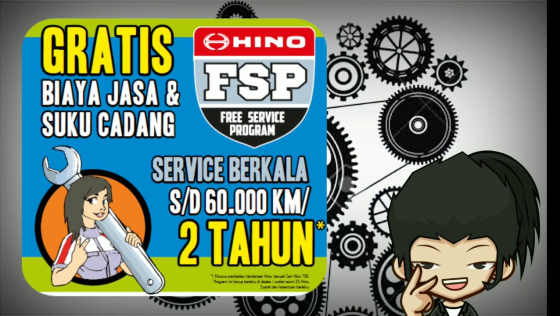 GRATIS
BIAYA JASA &
SUKU CADANG
HINO
FSP
FREE SERVICE
PROGRAM
SERVICE BERKALA
S/D 60.000 KM/
2 TAHUN*